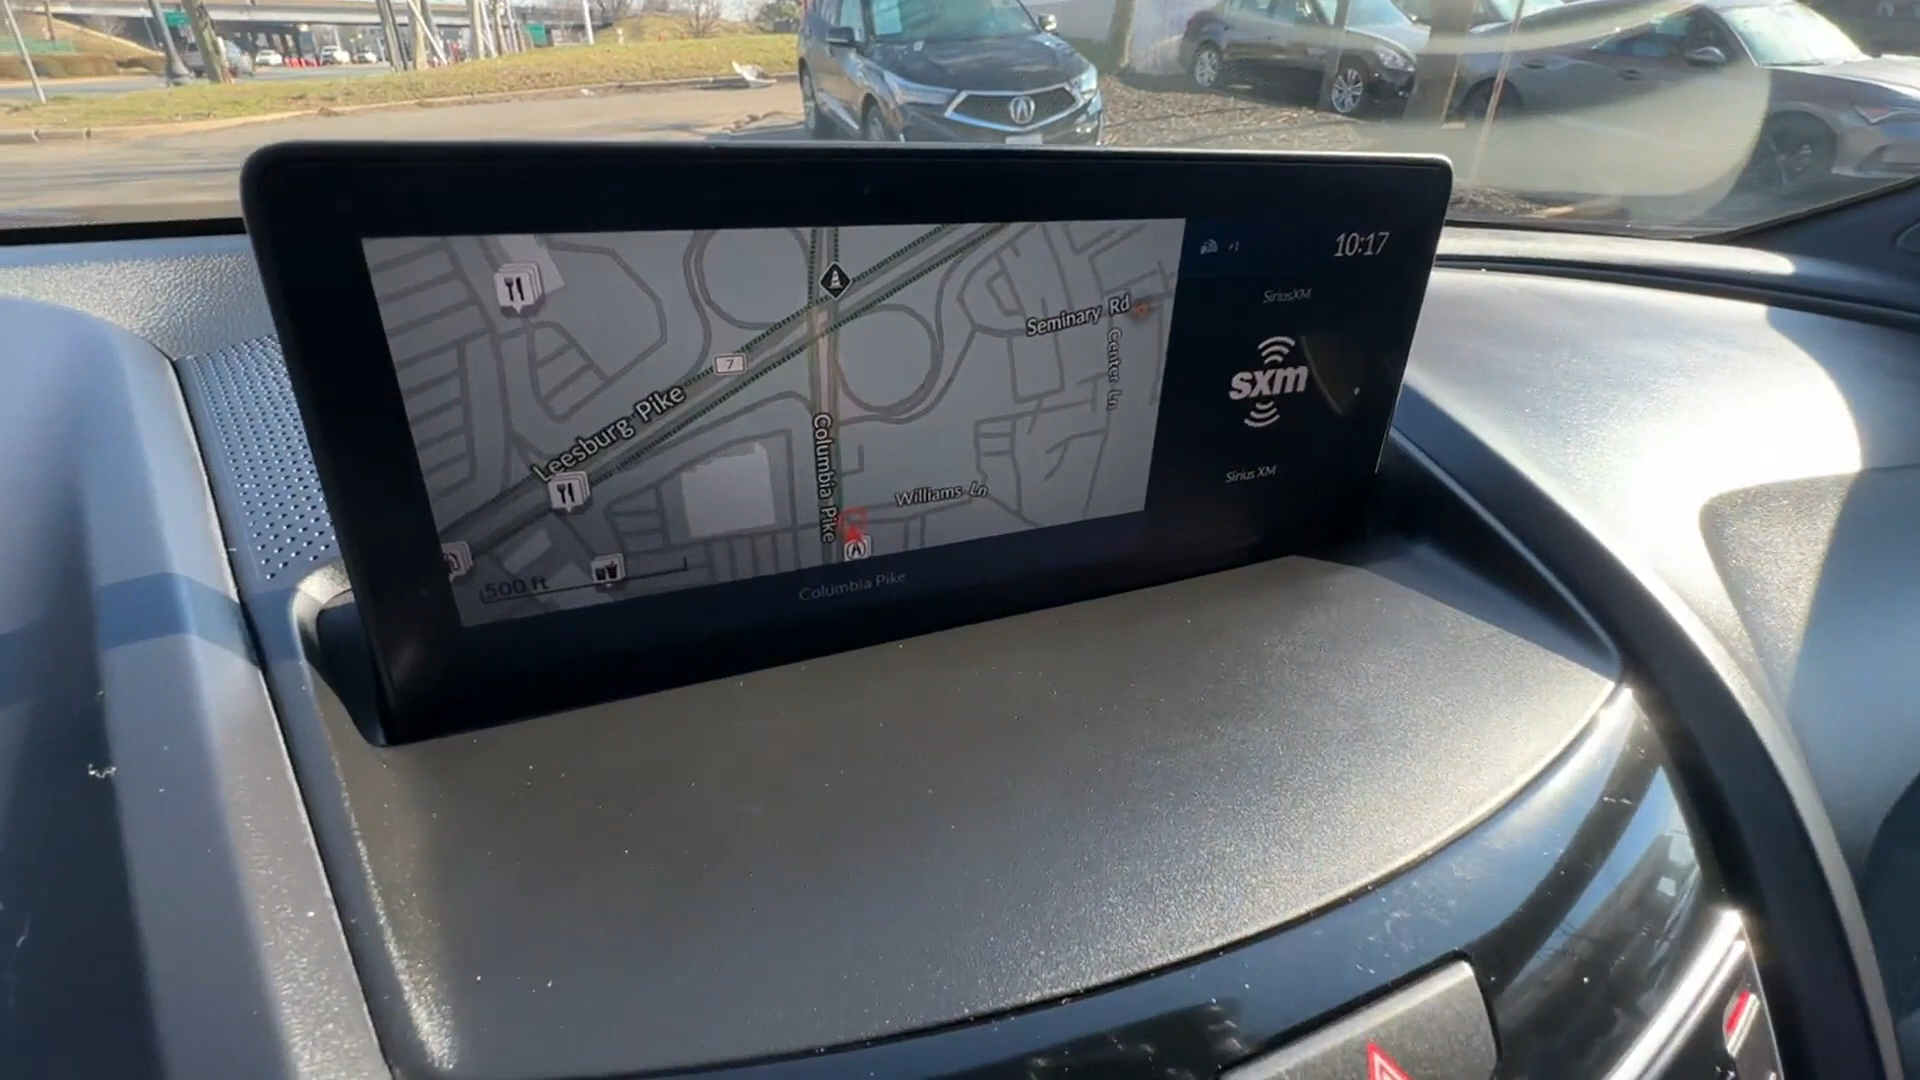 +1
10:17
SiriusXM
Seminary Rd
Center Ln
7
Leesburg Pike
sxm
Columbia Pike
Sirius XM
Williams Ln
500 ft
Columbia Pike